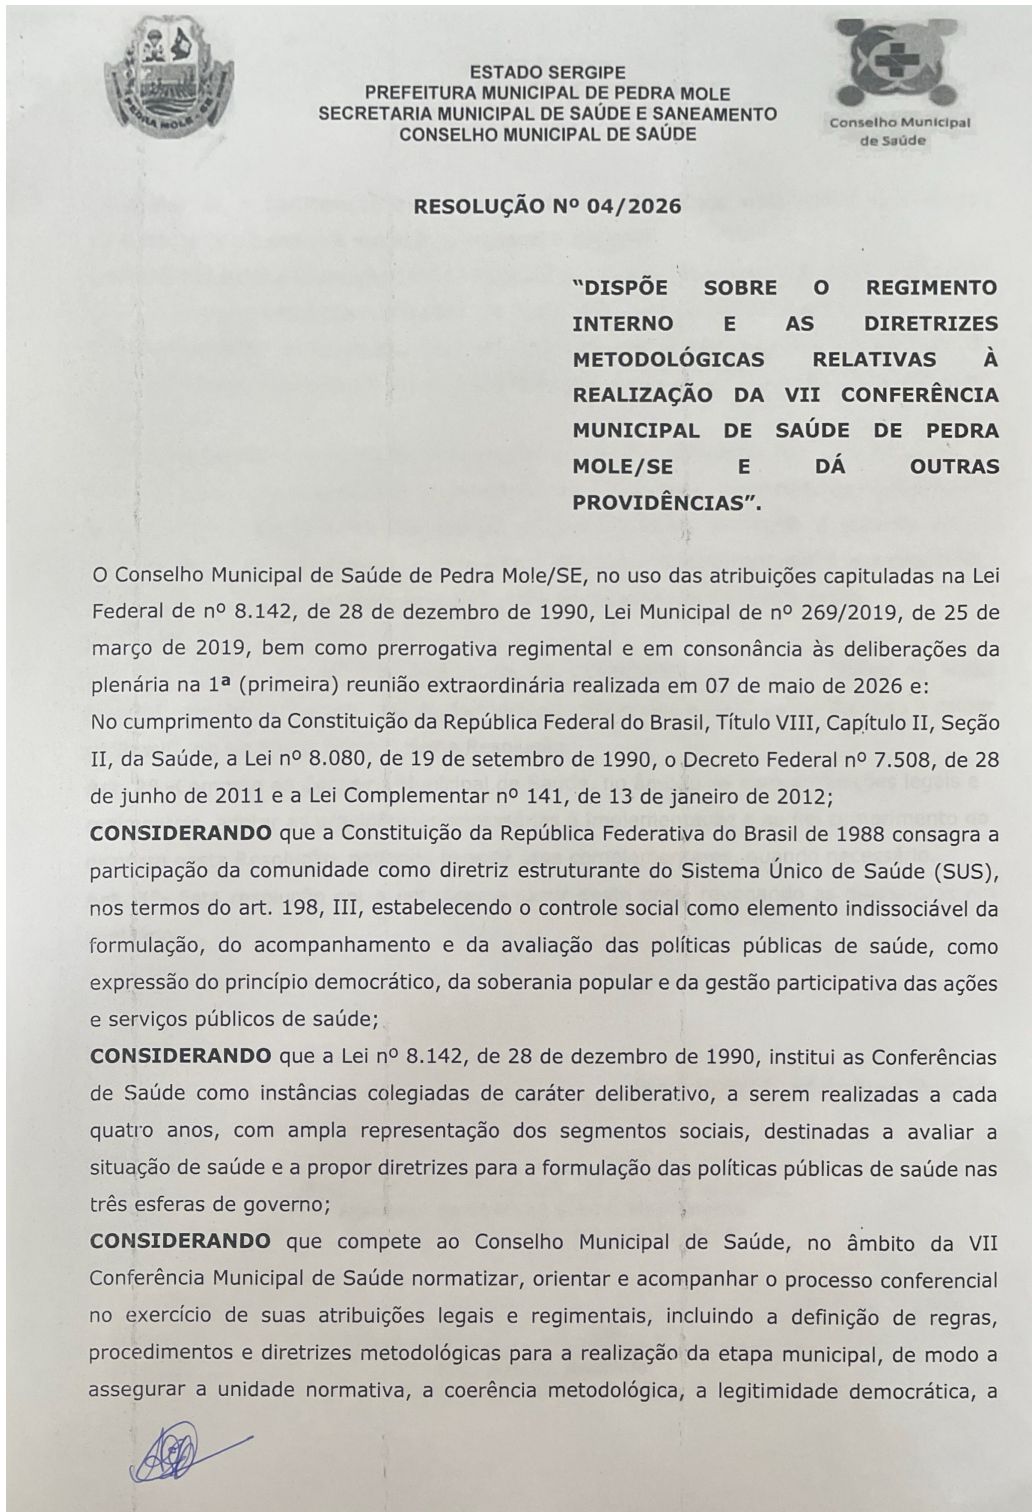 PEDRA MOLE - SE
Conselho Municipal
de Saúde
ESTADO SERGIPE
PREFEITURA MUNICIPAL DE PEDRA MOLE
SECRETARIA MUNICIPAL DE SAÚDE E SANEAMENTO
CONSELHO MUNICIPAL DE SAÚDE
RESOLUÇÃO Nº 04/2026
“DISPÕE SOBRE O REGIMENTO
INTERNO E AS DIRETRIZES
METODOLÓGICAS RELATIVAS À
REALIZAÇÃO DA VII CONFERÊNCIA
MUNICIPAL DE SAÚDE DE PEDRA
MOLE/SE E DÁ OUTRAS
PROVIDÊNCIAS”.
O Conselho Municipal de Saúde de Pedra Mole/SE, no uso das atribuições capituladas na Lei
Federal de nº 8.142, de 28 de dezembro de 1990, Lei Municipal de nº 269/2019, de 25 de
março de 2019, bem como prerrogativa regimental e em consonância às deliberações da
plenária na 1ª (primeira) reunião extraordinária realizada em 07 de maio de 2026 e:
No cumprimento da Constituição da República Federal do Brasil, Título VIII, Capítulo II, Seção
II, da Saúde, a Lei nº 8.080, de 19 de setembro de 1990, o Decreto Federal nº 7.508, de 28
de junho de 2011 e a Lei Complementar nº 141, de 13 de janeiro de 2012;
CONSIDERANDO que a Constituição da República Federativa do Brasil de 1988 consagra a
participação da comunidade como diretriz estruturante do Sistema Único de Saúde (SUS),
nos termos do art. 198, III, estabelecendo o controle social como elemento indissociável da
formulação, do acompanhamento e da avaliação das políticas públicas de saúde, como
expressão do princípio democrático, da soberania popular e da gestão participativa das ações
e serviços públicos de saúde;
CONSIDERANDO que a Lei nº 8.142, de 28 de dezembro de 1990, institui as Conferências
de Saúde como instâncias colegiadas de caráter deliberativo, a serem realizadas a cada
quatro anos, com ampla representação dos segmentos sociais, destinadas a avaliar a
situação de saúde e a propor diretrizes para a formulação das políticas públicas de saúde nas
três esferas de governo;
CONSIDERANDO que compete ao Conselho Municipal de Saúde, no âmbito da VII
Conferência Municipal de Saúde normatizar, orientar e acompanhar o processo conferencial
no exercício de suas atribuições legais e regimentais, incluindo a definição de regras,
procedimentos e diretrizes metodológicas para a realização da etapa municipal, de modo a
assegurar a unidade normativa, a coerência metodológica, a legitimidade democrática, a